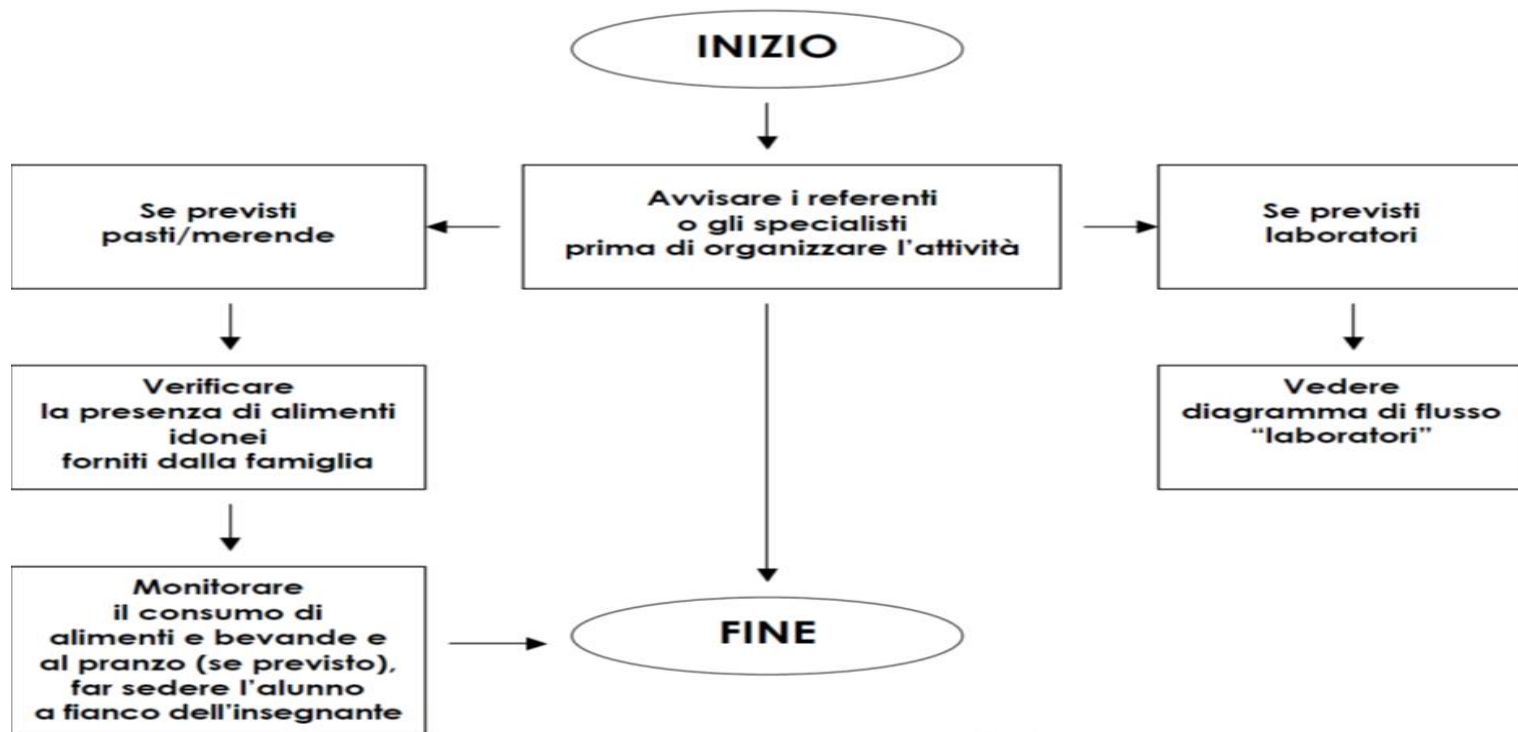 INIZIO
Se previsti
pasti/merende
Avvisare i referenti
o gli specialisti
prima di organizzare l'attività
Se previsti
laboratori
Verificare
la presenza di alimenti
idonei
forniti dalla famiglia
Vedere
diagramma di flusso
“laboratori”
Monitorare
il consumo di
alimenti e bevande e
al pranzo (se previsto),
far sedere l'alunno
a fianco dell'insegnante
FINE